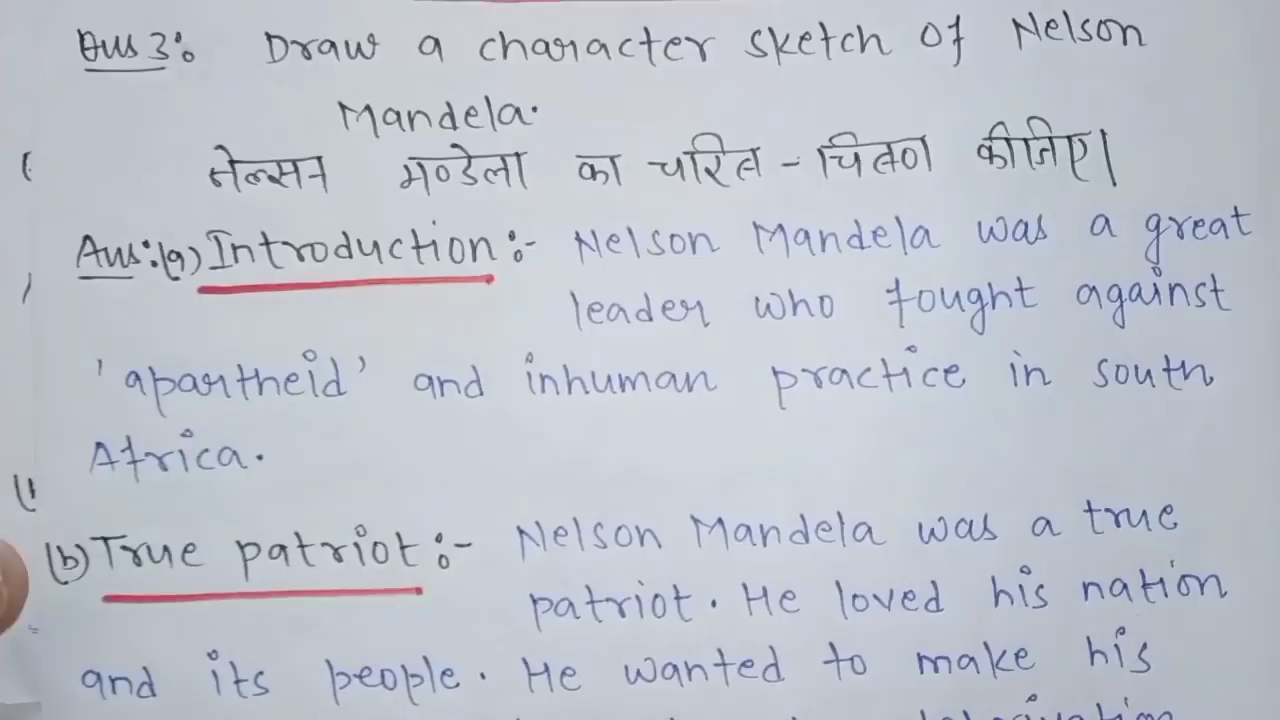 Qus 3: Draw a character sketch of Nelson
Mandela.
नेल्सन मण्डेला का चरित्र - चित्रण कीजिए।
Ans:(a) Introduction :- Nelson Mandela was a great
leader who fought against
'apartheid' and inhuman practice in south
Africa.
(b) True patriot :- Nelson Mandela was a true
patriot. He loved his nation
and its people. He wanted to make his